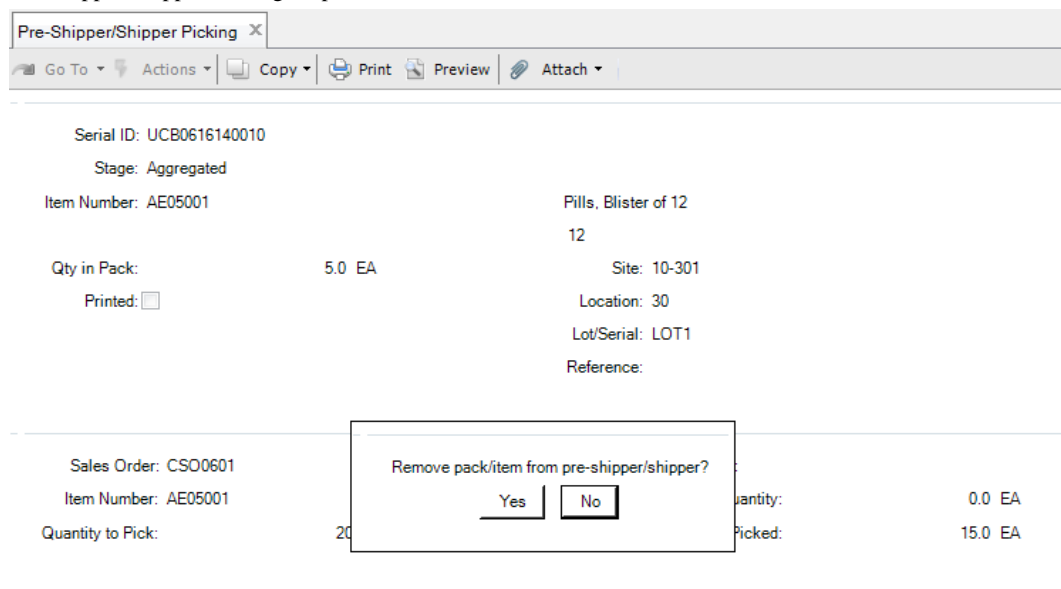 Pre-Shipper/Shipper Picking X
Go To Actions Copy Print Preview Attach
Serial ID: UCB0616140010
Stage: Aggregated
Item Number: AE05001 Pills, Blister of 12
12
Qty in Pack: 5.0 EA Site: 10-301
Printed: Location: 30
Lot/Serial: LOT1
Reference:
Sales Order: CSO0601 Remove pack/item from pre-shipper/shipper? :
Item Number: AE05001 Yes No uantity: 0.0 EA
Quantity to Pick: 20 Picked: 15.0 EA